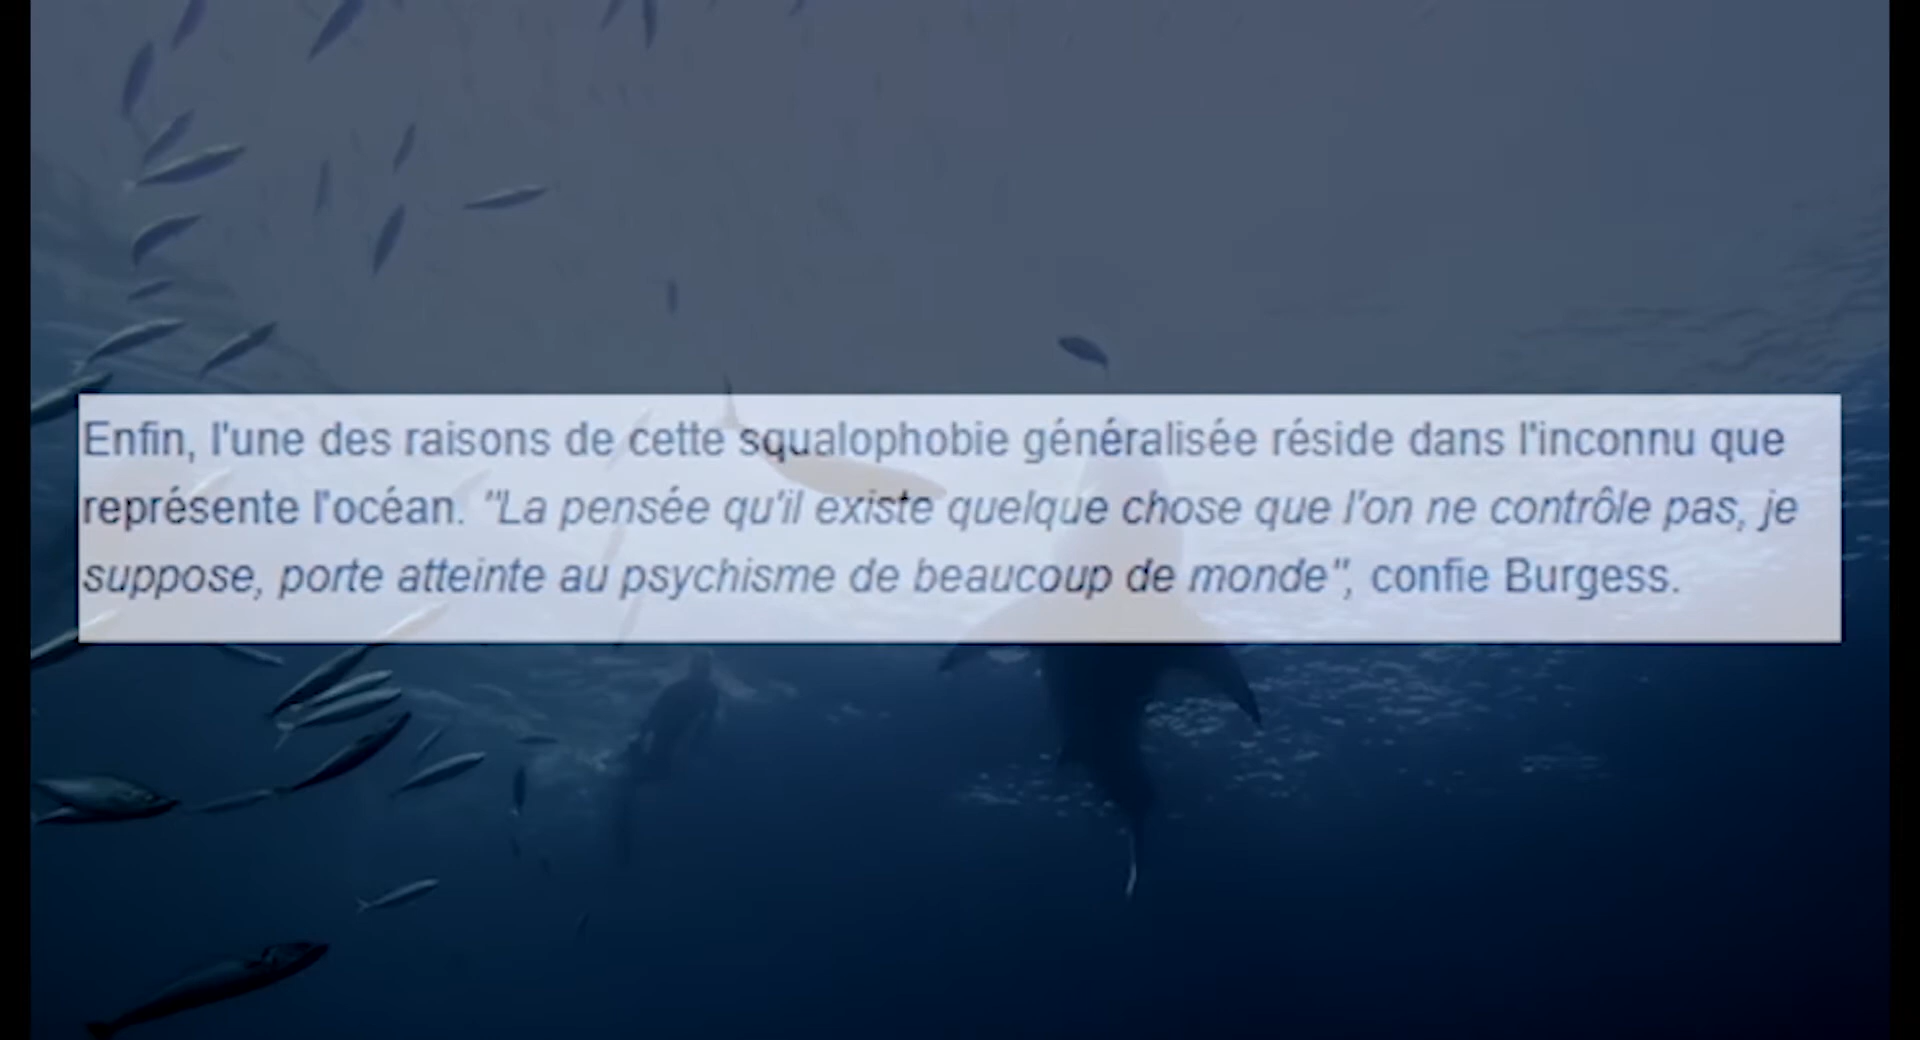 Enfin, l'une des raisons de cette squalophobie généralisée réside dans l'inconnu que
représente l'océan. "La pensée qu'il existe quelque chose que l'on ne contrôle pas, je
suppose, porte atteinte au psychisme de beaucoup de monde", confie Burgess.